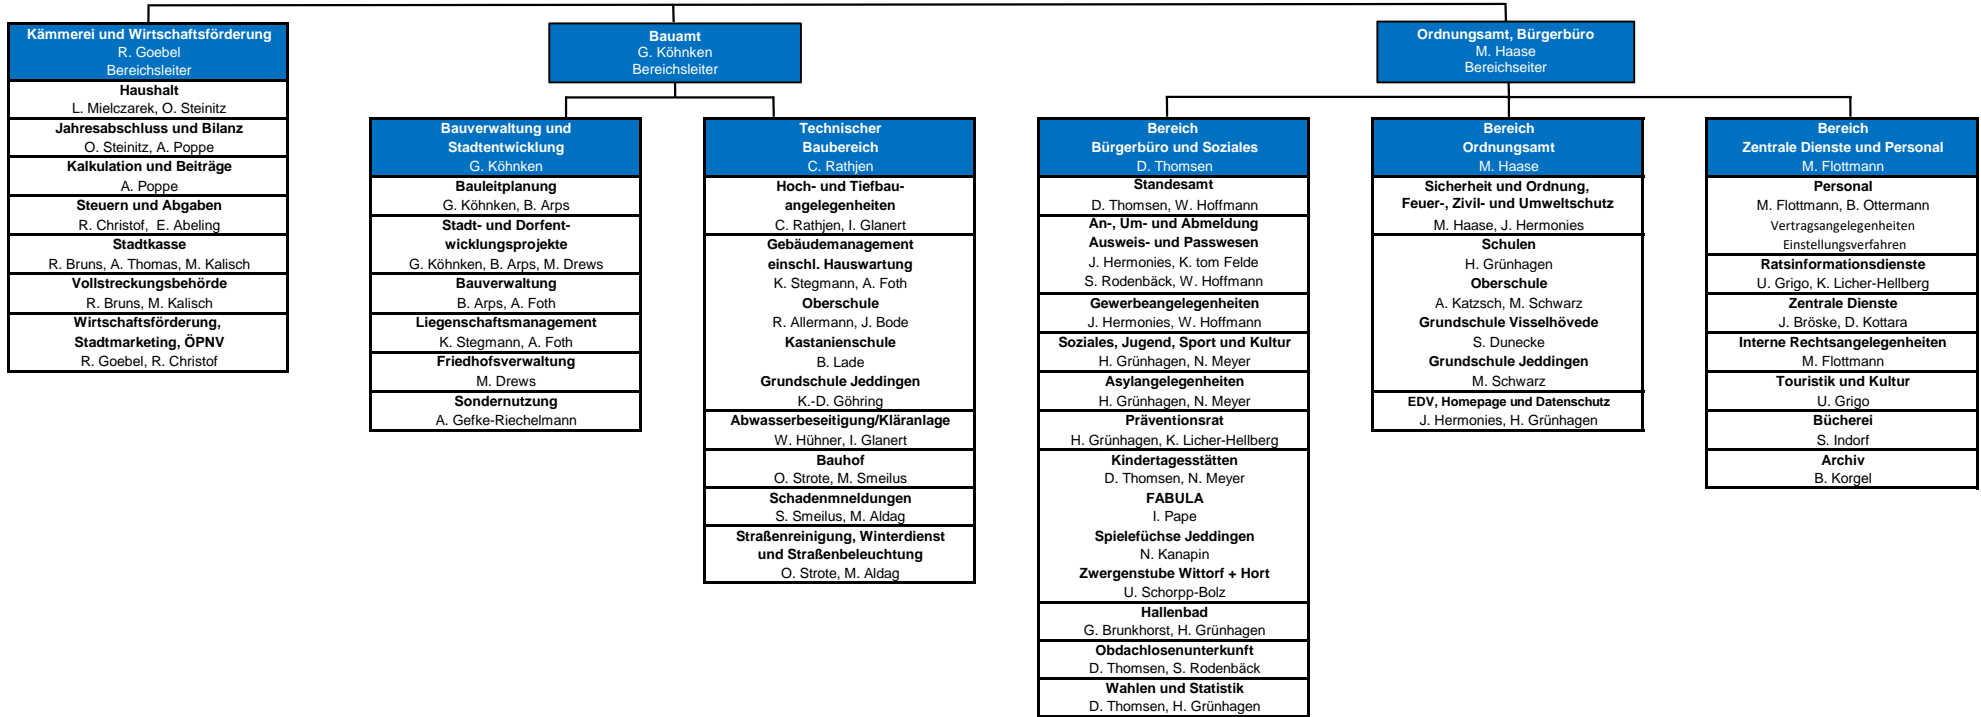 Kämmerei und Wirtschaftsförderung
R. Goebel
Bereichsleiter
Haushalt
L. Mielczarek, O. Steinitz
Jahresabschluss und Bilanz
O. Steinitz, A. Poppe
Kalkulation und Beiträge
A. Poppe
Steuern und Abgaben
R. Christof, E. Abeling
Stadtkasse
R. Bruns, A. Thomas, M. Kalisch
Vollstreckungsbehörde
R. Bruns, M. Kalisch
Wirtschaftsförderung,
Stadtmarketing, ÖPNV
R. Goebel, R. Christof
Bauamt
G. Köhnken
Bereichsleiter
Bauverwaltung und
Stadtentwicklung
G. Köhnken
Bauleitplanung
G. Köhnken, B. Arps
Stadt- und Dorfent-
wicklungsprojekte
G. Köhnken, B. Arps, M. Drews
Bauverwaltung
B. Arps, A. Foth
Liegenschaftsmanagement
K. Stegmann, A. Foth
Friedhofsverwaltung
M. Drews
Sondernutzung
A. Gefke-Riechelmann
Technischer
Baubereich
C. Rathjen
Hoch- und Tiefbau-
angelegenheiten
C. Rathjen, I. Glanert
Gebäudemanagement
einschl. Hauswartung
K. Stegmann, A. Foth
Oberschule
R. Allermann, J. Bode
Kastanienschule
B. Lade
Grundschule Jeddingen
K.-D. Göhring
Abwasserbeseitigung/Kläranlage
W. Hühner, I. Glanert
Bauhof
O. Strote, M. Smeilus
Schadenmneldungen
S. Smeilus, M. Aldag
Straßenreinigung, Winterdienst
und Straßenbeleuchtung
O. Strote, M. Aldag
Ordnungsamt, Bürgerbüro
M. Haase
Bereichseiter
Bereich
Bürgerbüro und Soziales
D. Thomsen
Standesamt
D. Thomsen, W. Hoffmann
An-, Um- und Abmeldung
Ausweis- und Passwesen
J. Hermonies, K. tom Felde
S. Rodenbäck, W. Hoffmann
Gewerbeangelegenheiten
J. Hermonies, W. Hoffmann
Soziales, Jugend, Sport und Kultur
H. Grünhagen, N. Meyer
Asylangelegenheiten
H. Grünhagen, N. Meyer
Präventionsrat
H. Grünhagen, K. Licher-Hellberg
Kindertagesstätten
D. Thomsen, N. Meyer
FABULA
I. Pape
Spielefüchse Jeddingen
N. Kanapin
Zwergenstube Wittorf + Hort
U. Schorpp-Bolz
Hallenbad
G. Brunkhorst, H. Grünhagen
Obdachlosenunterkunft
D. Thomsen, S. Rodenbäck
Wahlen und Statistik
D. Thomsen, H. Grünhagen
Bereich
Ordnungsamt
M. Haase
Sicherheit und Ordnung,
Feuer-, Zivil- und Umweltschutz
M. Haase, J. Hermonies
Schulen
H. Grünhagen
Oberschule
A. Katzsch, M. Schwarz
Grundschule Visselhövede
S. Dunecke
Grundschule Jeddingen
M. Schwarz
EDV, Homepage und Datenschutz
J. Hermonies, H. Grünhagen
Bereich
Zentrale Dienste und Personal
M. Flottmann
Personal
M. Flottmann, B. Ottermann
Vertragsangelegenheiten
Einstellungsverfahren
Ratsinformationsdienste
U. Grigo, K. Licher-Hellberg
Zentrale Dienste
J. Bröske, D. Kottara
Interne Rechtsangelegenheiten
M. Flottmann
Touristik und Kultur
U. Grigo
Bücherei
S. Indorf
Archiv
B. Korgel